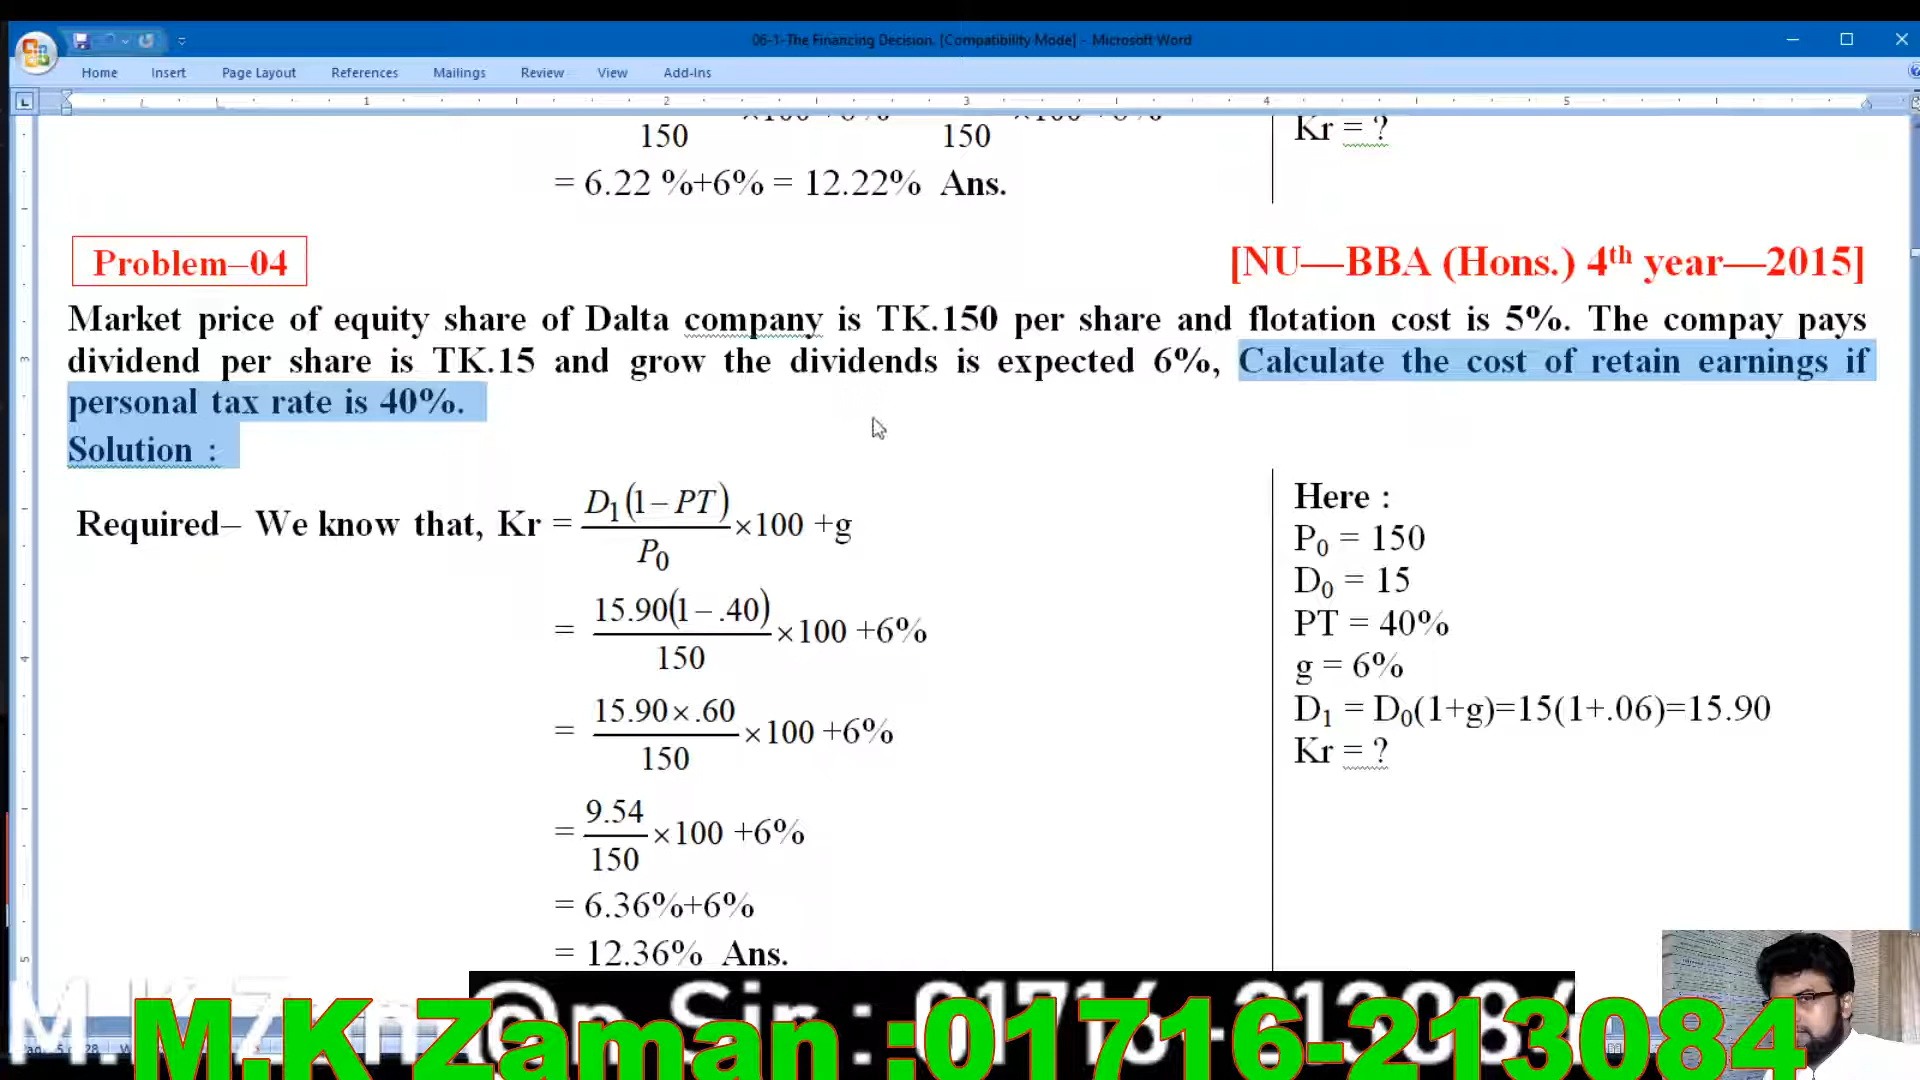 06-1-The Financing Decision. [Compatibility Mode] - Microsoft Word
Home Insert Page Layout References Mailings Review View Add-Ins
1 2 3 4 5
150 150
Kr = ?
= 6.22 %+6% = 12.22% Ans.
Problem–04 [NU—BBA (Hons.) 4th year—2015]
Market price of equity share of Dalta company is TK.150 per share and flotation cost is 5%. The compay pays
dividend per share is TK.15 and grow the dividends is expected 6%, Calculate the cost of retain earnings if
personal tax rate is 40%.
Solution :
Required– We know that, Kr = D1(1– PT)/P0 ×100 +g
= 15.90(1– .40)/150 ×100 +6%
= 15.90×.60/150 ×100 +6%
= 9.54/150 ×100 +6%
= 6.36%+6%
= 12.36% Ans.
Here :
P0 = 150
D0 = 15
PT = 40%
g = 6%
D1 = D0(1+g)=15(1+.06)=15.90
Kr = ?
M.K Zaman :01716-213084